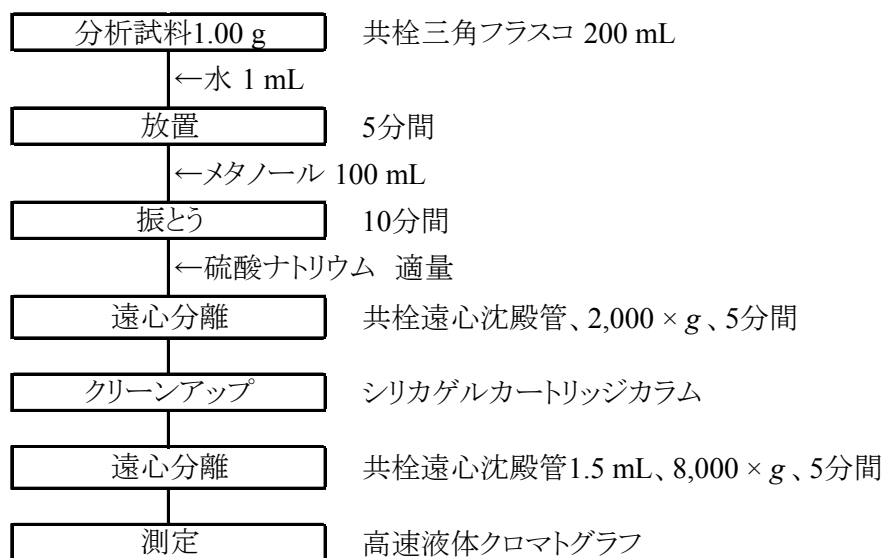 分析試料1.00 g 共栓三角フラスコ 200 mL
←水 1 mL
放置 5分間
←メタノール 100 mL
振とう 10分間
←硫酸ナトリウム 適量
遠心分離 共栓遠心沈殿管、2,000 × g 、5分間
クリーンアップ シリカゲルカートリッジカラム
遠心分離 共栓遠心沈殿管1.5 mL、8,000 × g 、5分間
測定 高速液体クロマトグラフ